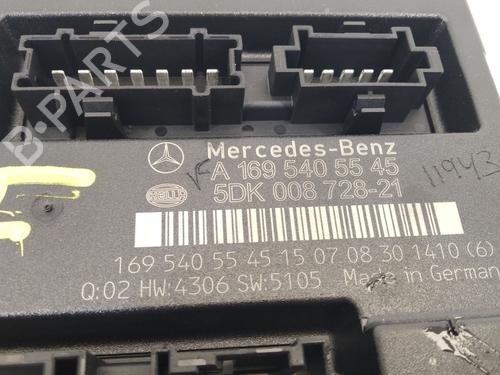 B-PARTS
Mercedes-Benz
A 169 540 55 45
HELLA
5DK 008 728-21
11943
169 540 55 45 15 07 08 30 1410 (6)
Q:02 HW:4306 SW:5105 Made in German